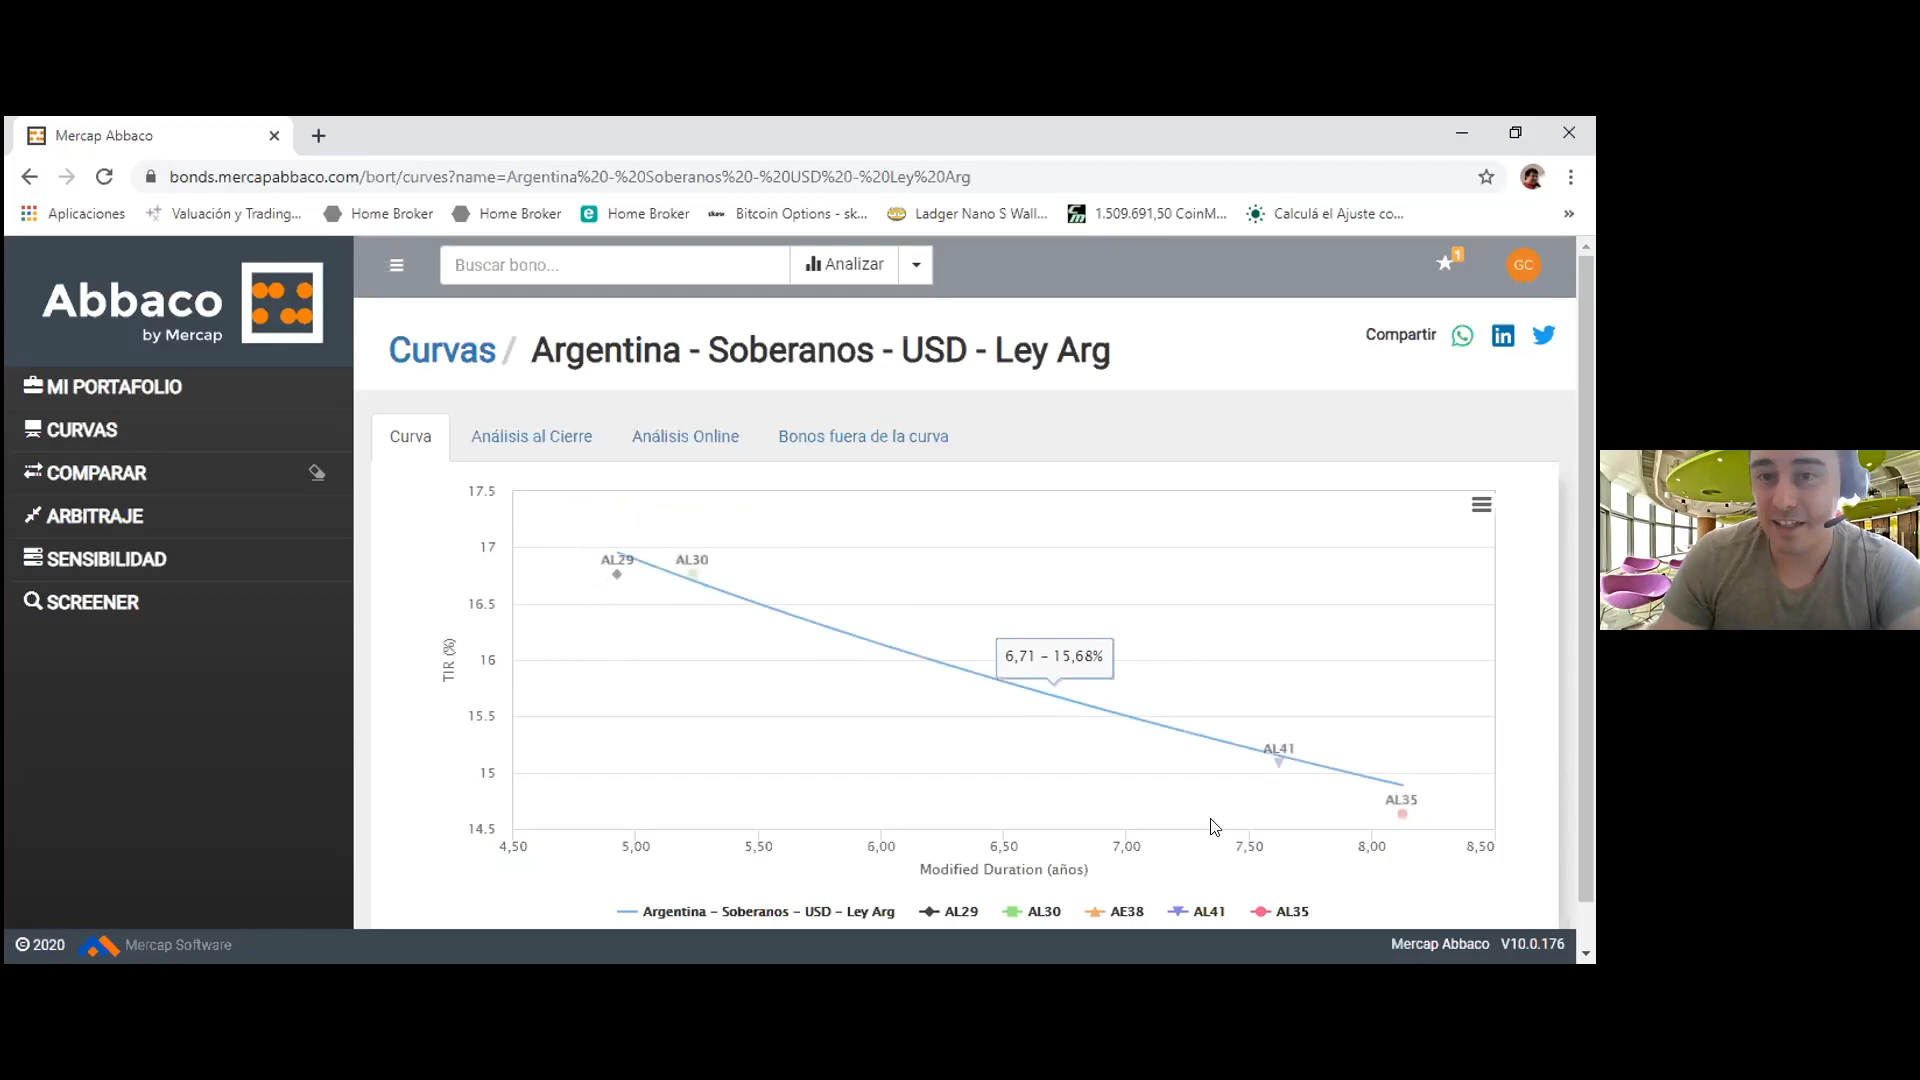 Mercap Abbaco
bonds.mercapabbaco.com/bort/curves?name=Argentina%20-%20Soberanos%20-%20USD%20-%20Ley%20Arg
Aplicaciones Valuación y Trading... Home Broker Home Broker Home Broker skew Bitcoin Options - sk... Ladger Nano S Wall... 1.509.691,50 CoinM... Calculá el Ajuste co... »
Abbaco
by Mercap
Buscar bono... Analizar
1
GC
MI PORTAFOLIO
CURVAS
COMPARAR
ARBITRAJE
SENSIBILIDAD
SCREENER
Curvas / Argentina - Soberanos - USD - Ley Arg
Compartir
Curva Análisis al Cierre Análisis Online Bonos fuera de la curva
17.5
17
16.5
16
15.5
15
14.5
TIR (%)
AL29 AL30
6,71 – 15,68%
AL41
AL35
4,50 5,00 5,50 6,00 6,50 7,00 7,50 8,00 8,50
Modified Duration (años)
Argentina – Soberanos – USD – Ley Arg AL29 AL30 AE38 AL41 AL35
© 2020 Mercap Software
Mercap Abbaco V10.0.176